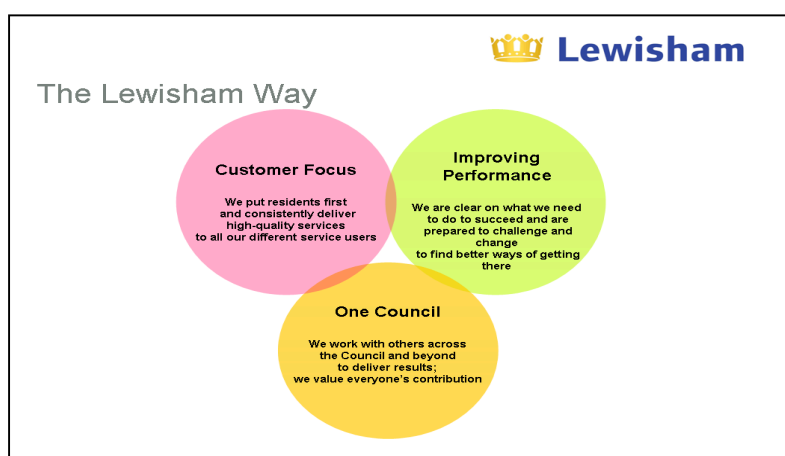 Lewisham
The Lewisham Way
Customer Focus
We put residents first
and consistently deliver
high-quality services
to all our different service users
Improving
Performance
We are clear on what we need
to do to succeed and are
prepared to challenge and
change
to find better ways of getting
there
One Council
We work with others across
the Council and beyond
to deliver results;
we value everyone's contribution